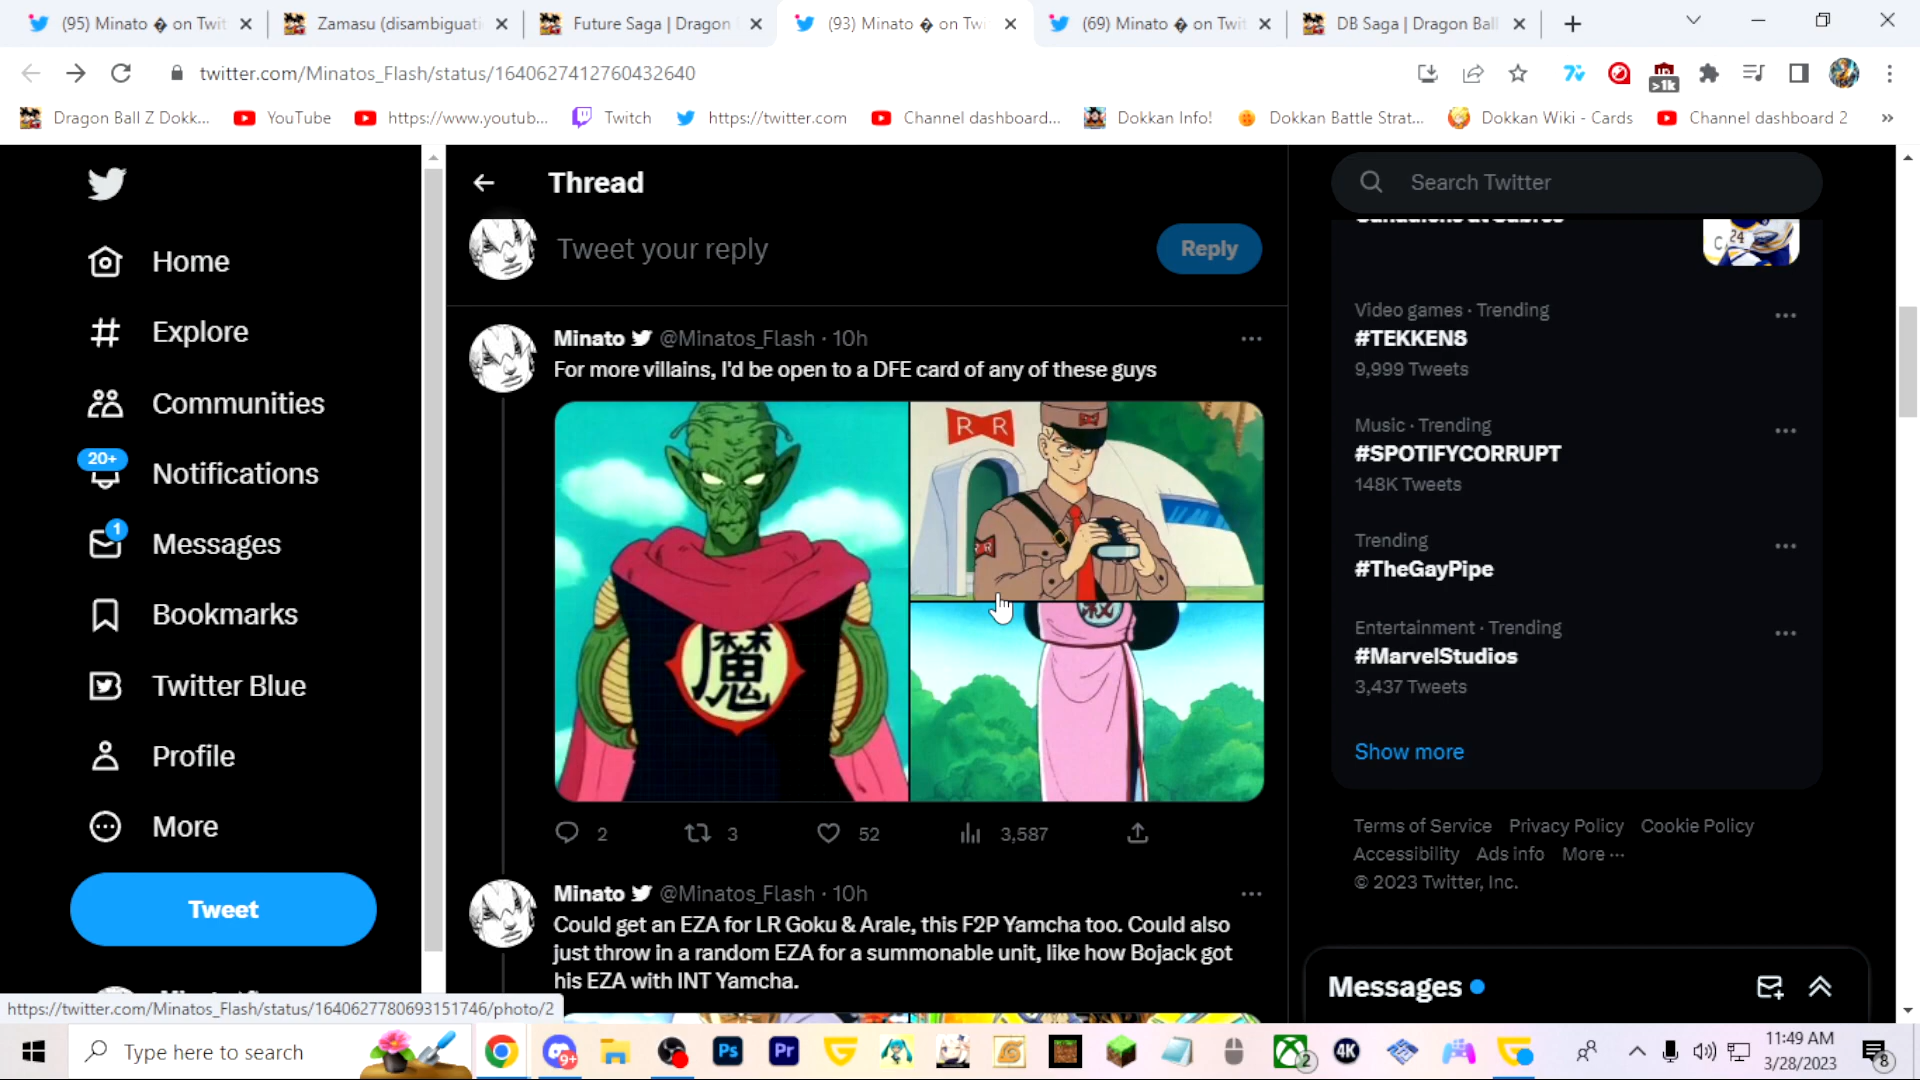 (95) Minato � on Twit
Zamasu (disambiguati
Future Saga | Dragon
(93) Minato � on Tw
(69) Minato � on Twit
DB Saga | Dragon Ball
twitter.com/Minatos_Flash/status/1640627412760432640
>1k
Dragon Ball Z Dokk...
YouTube
https://www.youtub...
Twitch
https://twitter.com
Channel dashboard...
Dokkan Info!
Dokkan Battle Strat...
Dokkan Wiki - Cards
Channel dashboard 2
»
Home
Explore
Communities
20+
Notifications
1
Messages
Bookmarks
Twitter Blue
Profile
More
Tweet
https://twitter.com/Minatos_Flash/status/1640627780693151746/photo/2
Thread
Tweet your reply
Reply
Minato @Minatos_Flash · 10h
For more villains, I'd be open to a DFE card of any of these guys
魔
R R
2
3
52
3,587
Minato @Minatos_Flash · 10h
Could get an EZA for LR Goku & Arale, this F2P Yamcha too. Could also
just throw in a random EZA for a summonable unit, like how Bojack got
his EZA with INT Yamcha.
Search Twitter
24
Video games · Trending
#TEKKEN8
9,999 Tweets
Music · Trending
#SPOTIFYCORRUPT
148K Tweets
Trending
#TheGayPipe
Entertainment · Trending
#MarvelStudios
3,437 Tweets
Show more
Terms of Service Privacy Policy Cookie Policy
Accessibility Ads info More ···
© 2023 Twitter, Inc.
Messages
Type here to search
9+
Ps
Pr
2
4K
11:49 AM
3/28/2023
8